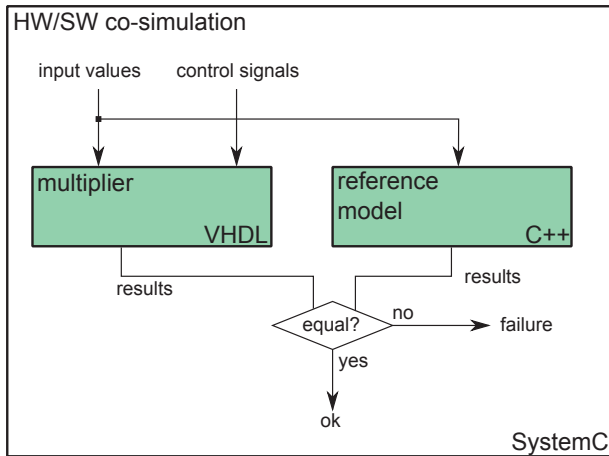 HW/SW co-simulation
input values
control signals
multiplier
VHDL
reference
model
C++
results
results
equal?
no
failure
yes
ok
SystemC